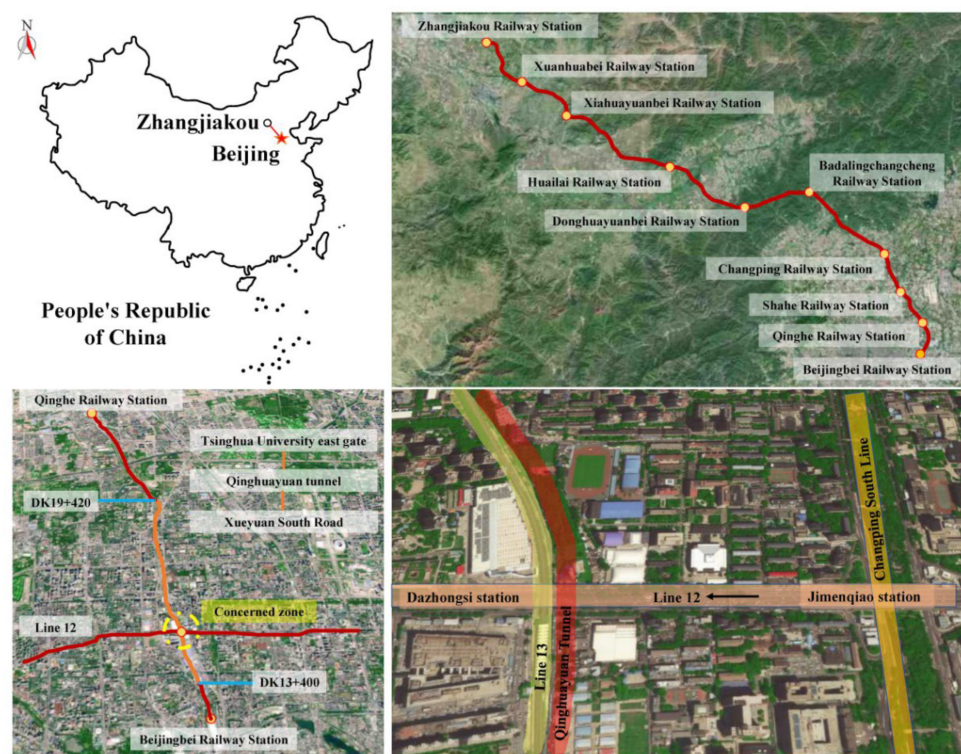 N
Zhangjiakou
Beijing
People's Republic
of China
Zhangjiakou Railway Station
Xuanhuabei Railway Station
Xiahuayuanbei Railway Station
Badalingchangcheng
Railway Station
Huailai Railway Station
Donghuayuanbei Railway Station
Changping Railway Station
Shahe Railway Station
Qinghe Railway Station
Beijingbei Railway Station
Qinghe Railway Station
Tsinghua University east gate
Qinghuayuan tunnel
DK19+420
Xueyuan South Road
Concerned zone
Line 12
DK13+400
Beijingbei Railway Station
Changping South Line
Dazhongsi station
Line 12
Jimenqiao station
Line 13
Qinghuayuan Tunnel